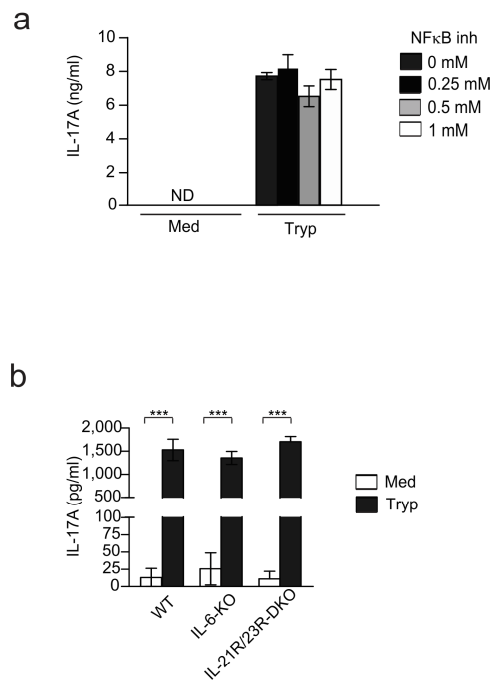 a
NFκB inh
0 mM
0.25 mM
0.5 mM
1 mM
IL-17A (ng/ml)
10
8
6
4
2
0
ND
Med
Tryp
b
IL-17A (pg/ml)
2,000
1,500
1,000
500
100
75
50
25
0
***
***
***
Med
Tryp
WT
IL-6-KO
IL-21R/23R-DKO